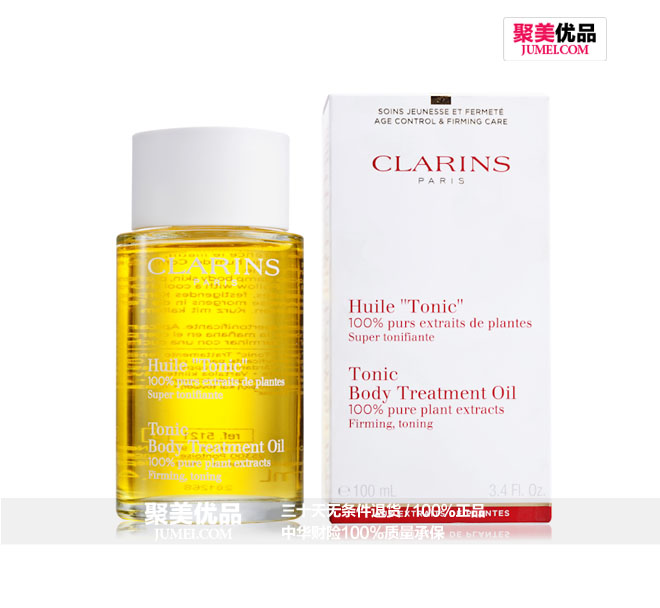 聚美优品
JUMEI.COM
SOINS JEUNESSE ET FERMETÉ
AGE CONTROL & FIRMING CARE
CLARINS
PARIS
Huile "Tonic"
100% purs extraits de plantes
Super tonifiante
Tonic
Body Treatment Oil
100% pure plant extracts
Firming, toning
℮ 100 mL 3.4 Fl. Oz.
CLARINS
PARIS
Huile "Tonic"
100% purs extraits de plantes
Super tonifiante
Tonic
Body Treatment Oil
100% pure plant extracts
Firming, toning
聚美优品
JUMEI.COM
三十天无条件退货 / 100%正品
中华财险100%质量承保